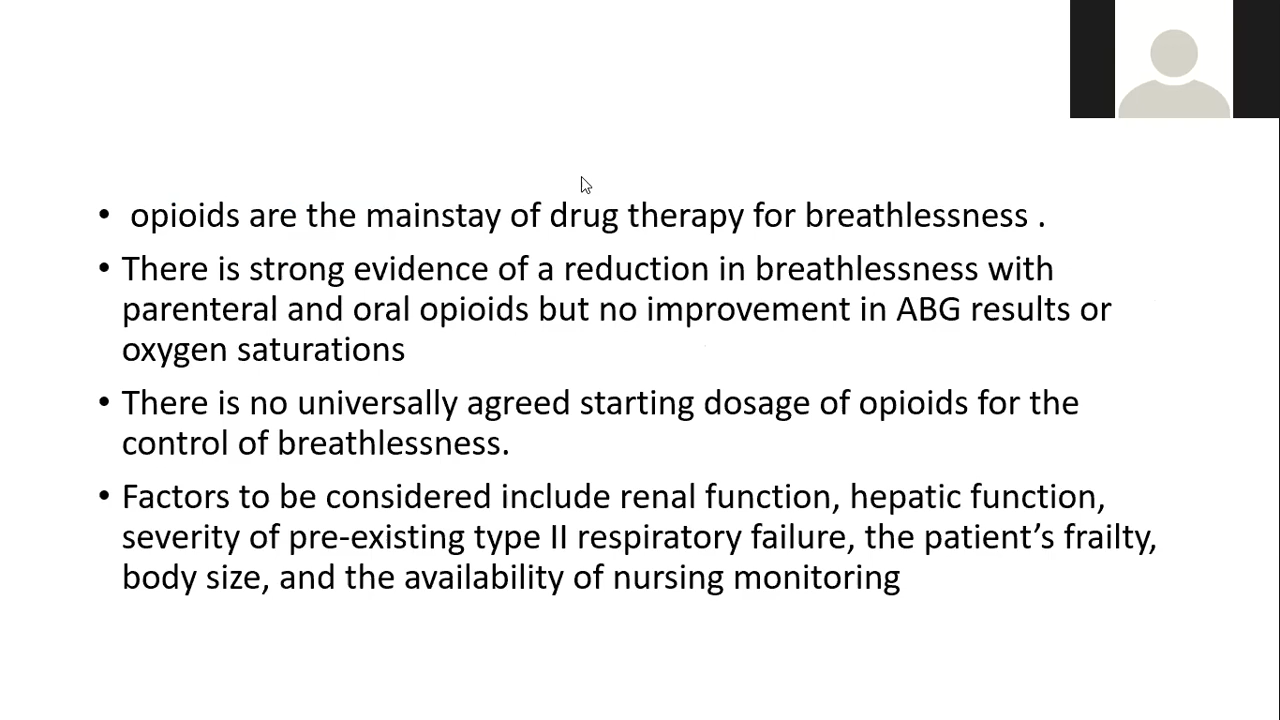 • opioids are the mainstay of drug therapy for breathlessness .
• There is strong evidence of a reduction in breathlessness with
parenteral and oral opioids but no improvement in ABG results or
oxygen saturations
• There is no universally agreed starting dosage of opioids for the
control of breathlessness.
• Factors to be considered include renal function, hepatic function,
severity of pre-existing type II respiratory failure, the patient’s frailty,
body size, and the availability of nursing monitoring